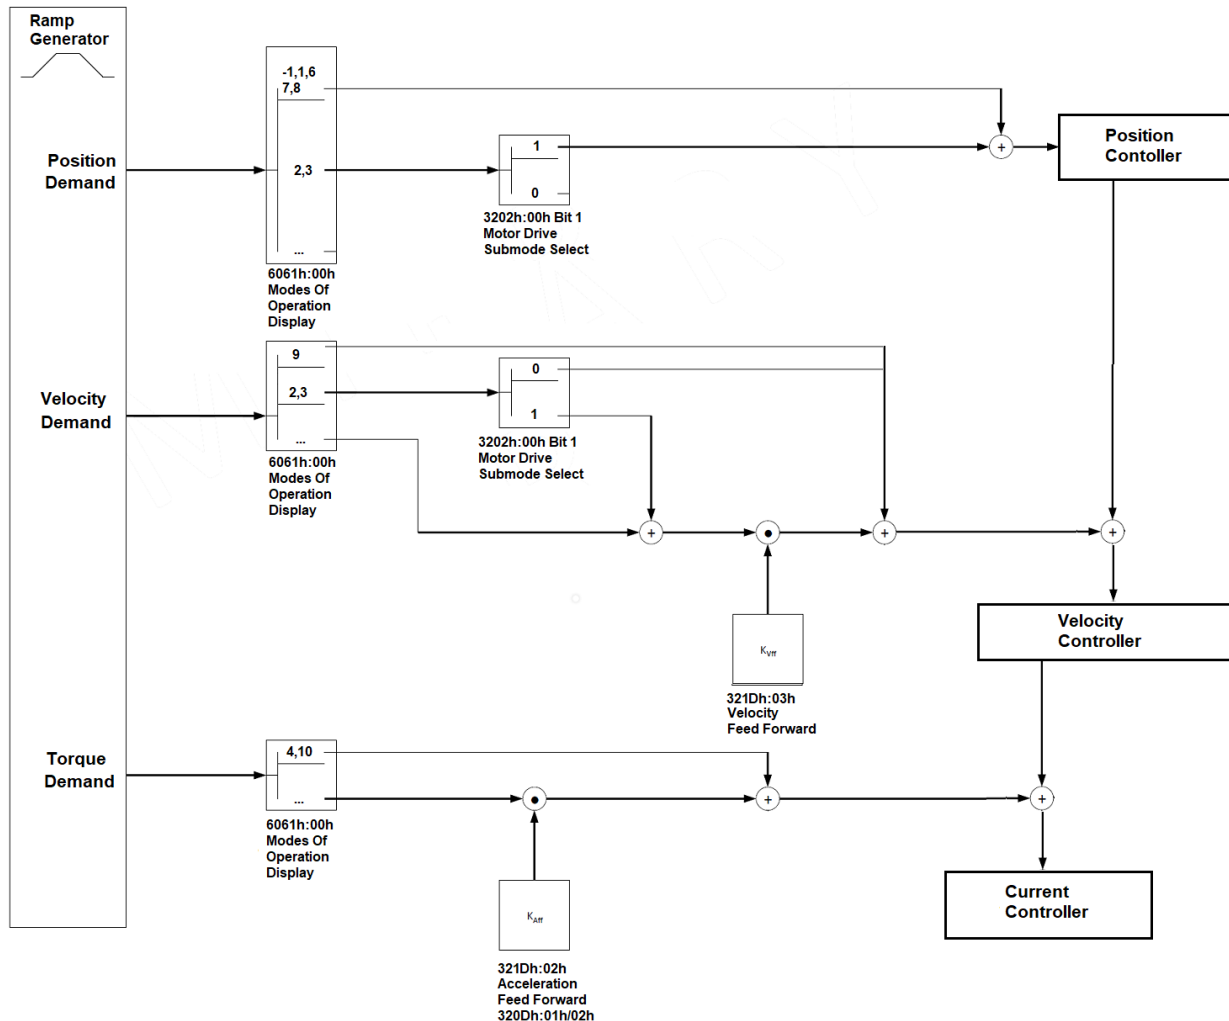 Ramp
Generator
-1,1,6
7,8
Position
Demand
2,3
...
6061h:00h
Modes Of
Operation
Display
1
0
3202h:00h Bit 1
Motor Drive
Submode Select
+
Position
Contoller
Velocity
Demand
9
2,3
...
6061h:00h
Modes Of
Operation
Display
0
1
3202h:00h Bit 1
Motor Drive
Submode Select
+
+
+
KVff
321Dh:03h
Velocity
Feed Forward
Velocity
Controller
Torque
Demand
4,10
...
6061h:00h
Modes Of
Operation
Display
+
+
KAff
321Dh:02h
Acceleration
Feed Forward
320Dh:01h/02h
Current
Controller